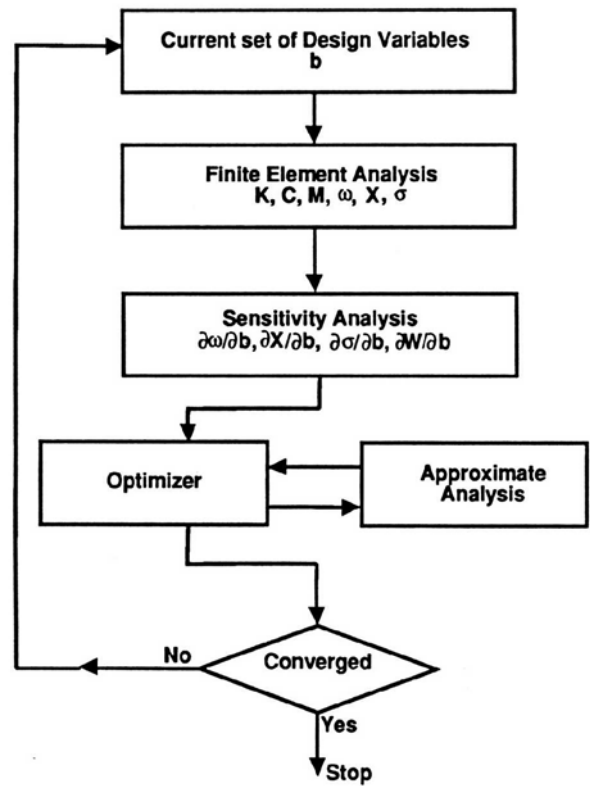 Current set of Design Variables
b
Finite Element Analysis
K, C, M, ω, X, σ
Sensitivity Analysis
∂ω/∂b, ∂X/∂b, ∂σ/∂b, ∂W/∂b
Optimizer
Approximate
Analysis
Converged
No
Yes
Stop